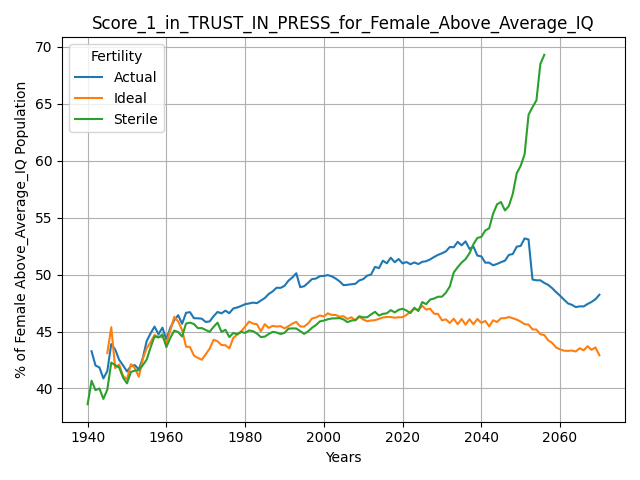 Score_1_in_TRUST_IN_PRESS_for_Female_Above_Average_IQ
% of Female Above_Average_IQ Population
70
65
60
55
50
45
40
Fertility
Actual
Ideal
Sterile
1940 1960 1980 2000 2020 2040 2060
Years